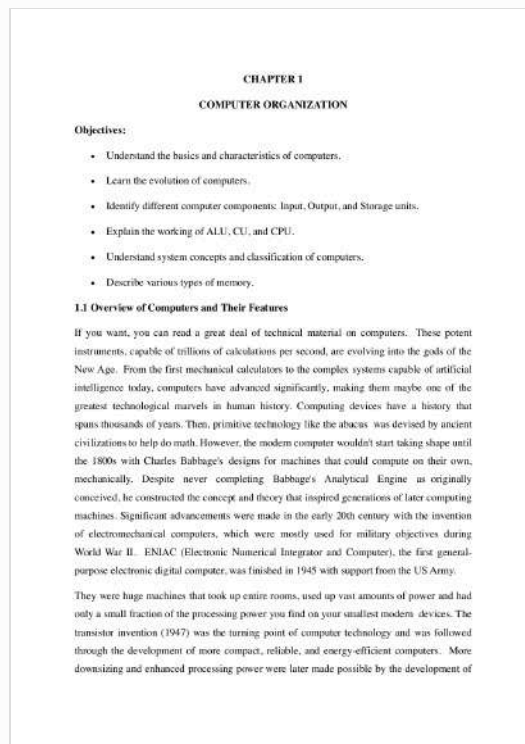 CHAPTER 1
COMPUTER ORGANIZATION
Objectives:
• Understand the basics and characteristics of computers.
• Learn the evolution of computers.
• Identify different computer components: Input, Output, and Storage units.
• Explain the working of ALU, CU, and CPU.
• Understand system concepts and classification of computers.
• Describe various types of memory.
1.1 Overview of Computers and Their Features
If you want, you can read a great deal of technical material on computers. These potent
instruments, capable of trillions of calculations per second, are evolving into the gods of the
New Age. From the first mechanical calculators to the complex systems capable of artificial
intelligence today, computers have advanced significantly, making them maybe one of the
greatest technological marvels in human history. Computing devices have a history that
spans thousands of years. Then, primitive technology like the abacus was devised by ancient
civilizations to help do math. However, the modern computer wouldn't start taking shape until
the 1800s with Charles Babbage's designs for machines that could compute on their own,
mechanically. Despite never completing Babbage's Analytical Engine as originally
conceived, he constructed the concept and theory that inspired generations of later computing
machines. Significant advancements were made in the early 20th century with the invention
of electromechanical computers, which were mostly used for military objectives during
World War II. ENIAC (Electronic Numerical Integrator and Computer), the first general-
purpose electronic digital computer, was finished in 1945 with support from the US Army.
They were huge machines that took up entire rooms, used up vast amounts of power and had
only a small fraction of the processing power you find on your smallest modern devices. The
transistor invention (1947) was the turning point of computer technology and was followed
through the development of more compact, reliable, and energy-efficient computers. More
downsizing and enhanced processing power were later made possible by the development of